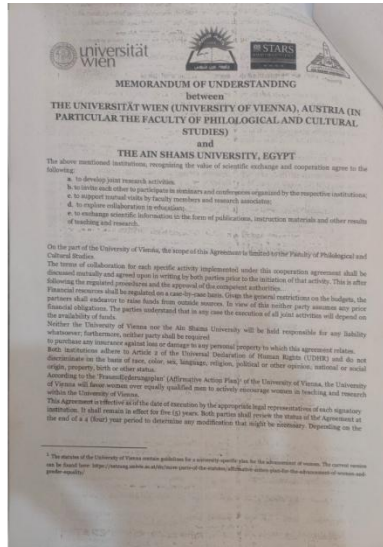 universität
wien
STARS
MEMORANDUM OF UNDERSTANDING
between
THE UNIVERSITÄT WIEN (UNIVERSITY OF VIENNA), AUSTRIA (IN
PARTICULAR THE FACULTY OF PHILOLOGICAL AND CULTURAL
STUDIES)
and
THE AIN SHAMS UNIVERSITY, EGYPT
The above mentioned institutions, recognising the value of scientific exchange and cooperation agree to the
following:
a. to develop joint research activities;
b. to invite each other to participate in seminars and conferences organized by the respective institutions;
c. to support mutual visits by faculty members and research associates;
d. to explore collaboration in education;
e. to exchange scientific information in the form of publications, instruction materials and other results
of teaching and research.
On the part of the University of Vienna, the scope of this Agreement is limited to the Faculty of Philological and
Cultural Studies
The terms of collaboration for each specific activity implemented under this cooperation agreement shall be
discussed mutually and agreed upon in writing by both parties prior to the initiation of that activity. This is after
following the regulated procedures and the approval of the competent authorities.
Financial resources shall be regulated on a case-by-case basis. Given the general restrictions on the budgets, the
partners shall endeavor to raise funds from outside sources. In view of this neither party assumes any prior
financial obligations. The parties understand that in any case the execution of all joint activities will depend on
the availability of funds.
Neither the University of Vienna nor the Ain Shams University will be held responsible for any liability
whatsoever; furthermore, neither party shall be required
to purchase any insurance against loss or damage to any personal property to which this agreement relates.
Both institutions adhere to Article 2 of the Universal Declaration of Human Rights (UDHR) and do not
discriminate on the basis of race, color, sex, language, religion, political or other opinion, national or social
origin, property, birth or other status.
According to the 'Frauenförderungsplan' (Affirmative Action Plan)¹ of the University of Vienna, the University
of Vienna will favour women over equally qualified men to actively encourage women in teaching and research
within the University of Vienna.
This Agreement is effective as of the date of execution by the appropriate legal representatives of each signatory
institution. It shall remain in effect for five (5) years. Both parties shall review the status of the Agreement at
the end of a 4 (four) year period to determine any modification that might be necessary. Depending on the
¹ The statutes of the University of Vienna contain guidelines for a university-specific plan for the advancement of women. The current version
can be found here: